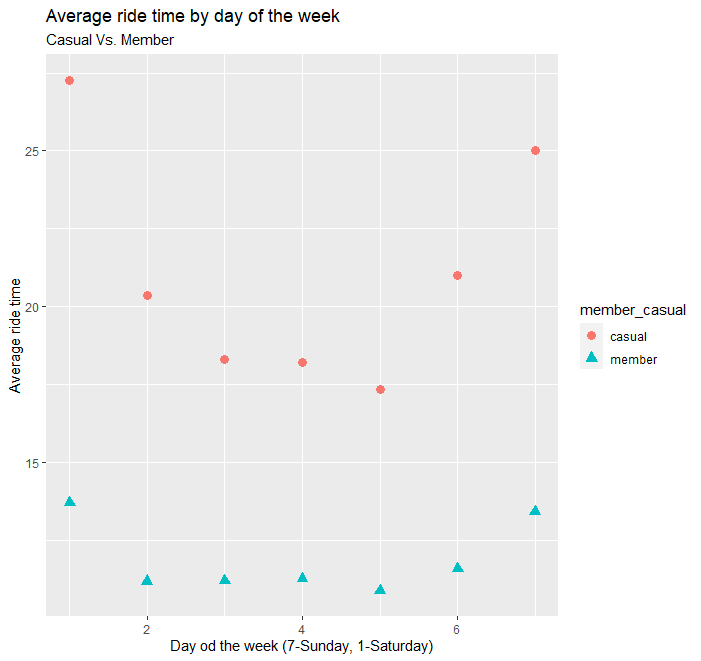 Average ride time by day of the week
Casual Vs. Member
25
20
15
Average ride time
2
4
6
Day od the week (7-Sunday, 1-Saturday)
member_casual
casual
member